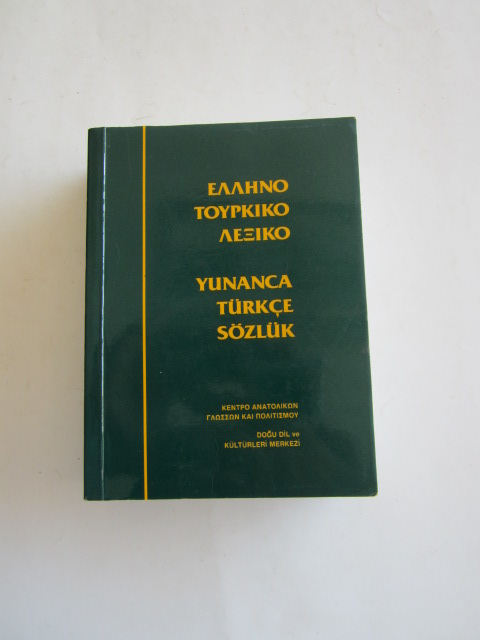 ΕΛΛΗΝΟ
ΤΟΥΡΚΙΚΟ
ΛΕΞΙΚΟ
YUNANCA
TÜRKÇE
SÖZLÜK
ΚΕΝΤΡΟ ΑΝΑΤΟΛΙΚΩΝ
ΓΛΩΣΣΩΝ ΚΑΙ ΠΟΛΙΤΙΣΜΟΥ
DOĞU DİL ve
KÜLTÜRLERİ MERKEZİ